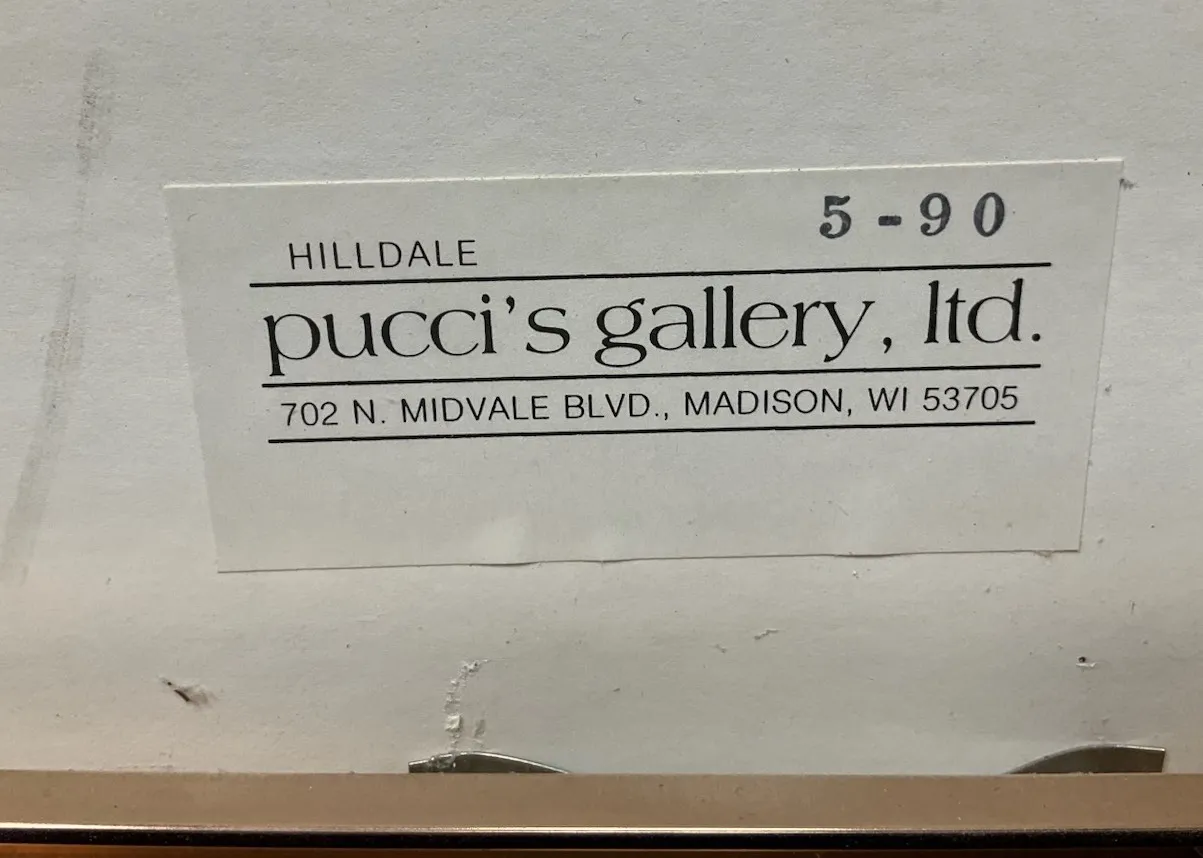 5-90
HILLDALE
pucci's gallery, ltd.
702 N. MIDVALE BLVD., MADISON, WI 53705